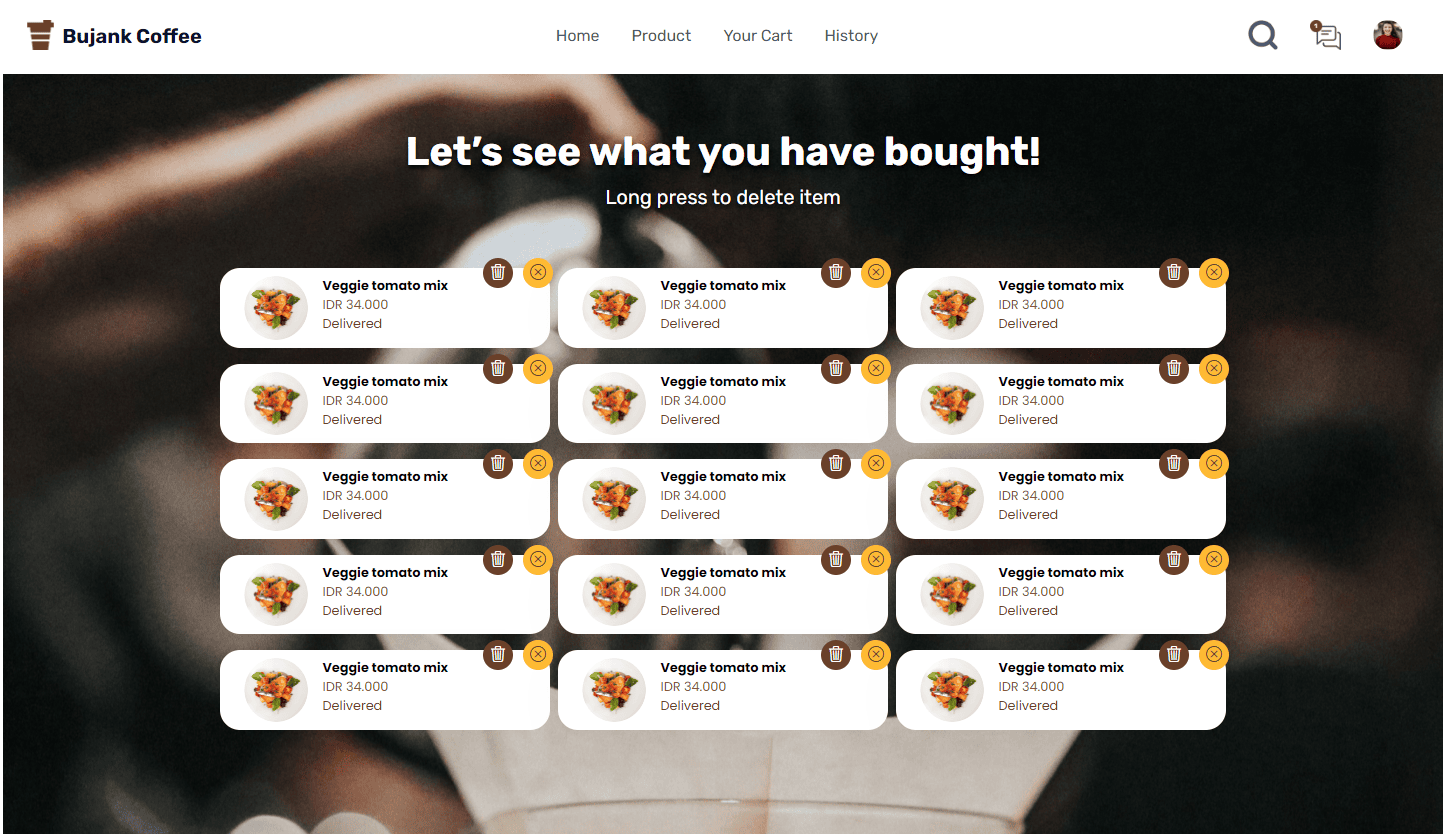 Bujank Coffee
Home Product Your Cart History
1
Let's see what you have bought!
Long press to delete item
Veggie tomato mix
IDR 34.000
Delivered
Veggie tomato mix
IDR 34.000
Delivered
Veggie tomato mix
IDR 34.000
Delivered
Veggie tomato mix
IDR 34.000
Delivered
Veggie tomato mix
IDR 34.000
Delivered
Veggie tomato mix
IDR 34.000
Delivered
Veggie tomato mix
IDR 34.000
Delivered
Veggie tomato mix
IDR 34.000
Delivered
Veggie tomato mix
IDR 34.000
Delivered
Veggie tomato mix
IDR 34.000
Delivered
Veggie tomato mix
IDR 34.000
Delivered
Veggie tomato mix
IDR 34.000
Delivered
Veggie tomato mix
IDR 34.000
Delivered
Veggie tomato mix
IDR 34.000
Delivered
Veggie tomato mix
IDR 34.000
Delivered